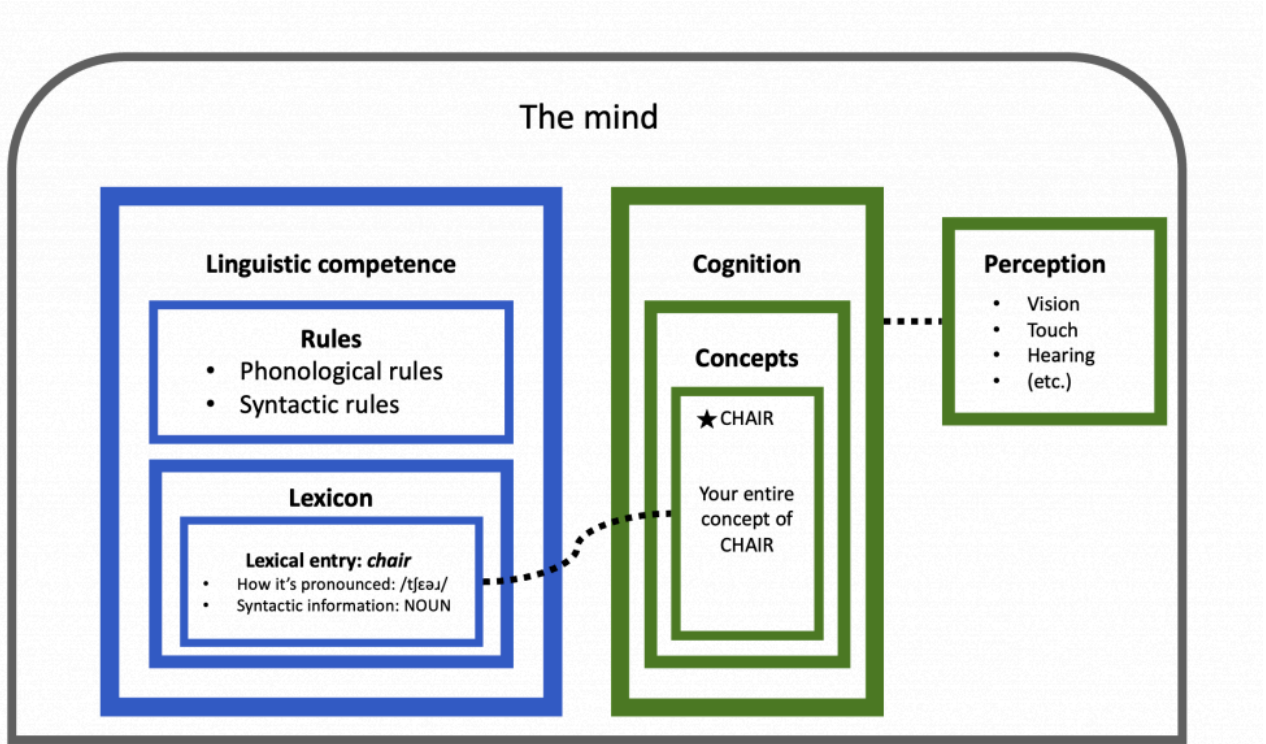 The mind
Linguistic competence
Rules
• Phonological rules
• Syntactic rules
Lexicon
Lexical entry: chair
• How it's pronounced: /tʃɛəɹ/
• Syntactic information: NOUN
Cognition
Concepts
★ CHAIR
Your entire
concept of
CHAIR
Perception
• Vision
• Touch
• Hearing
• (etc.)